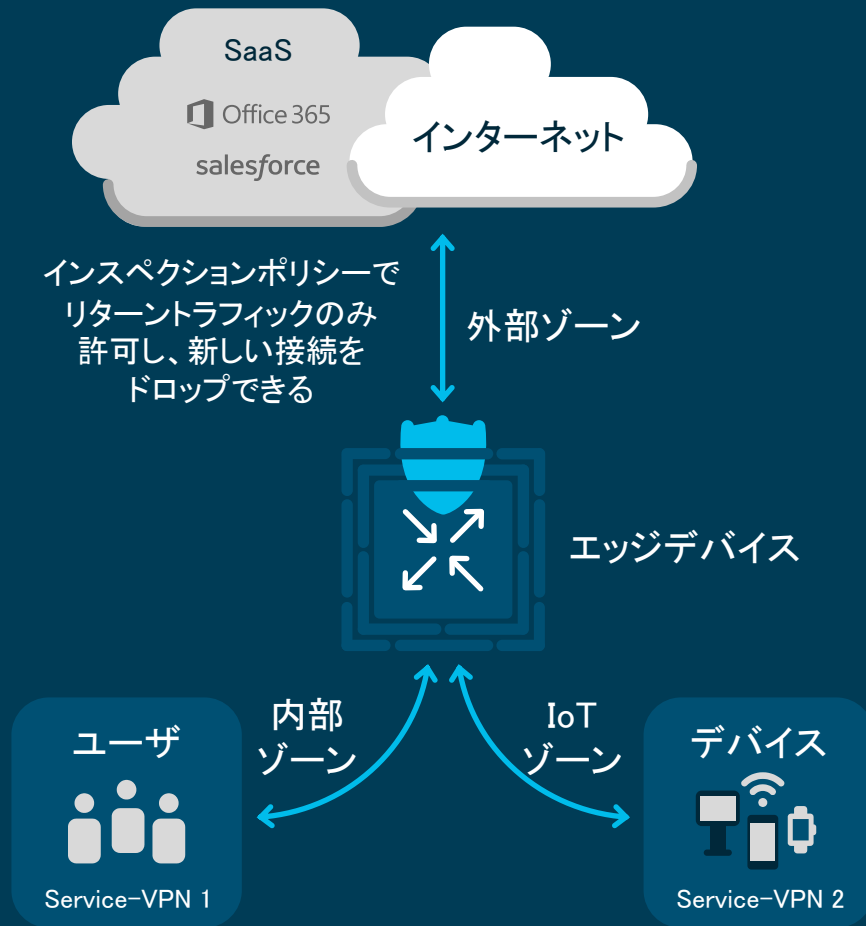 SaaS
Office 365
salesforce
インターネット
インスペクションポリシーで
リターントラフィックのみ
許可し、新しい接続を
ドロップできる
外部ゾーン
エッジデバイス
内部
ゾーン
IoT
ゾーン
ユーザ
Service-VPN 1
デバイス
Service-VPN 2